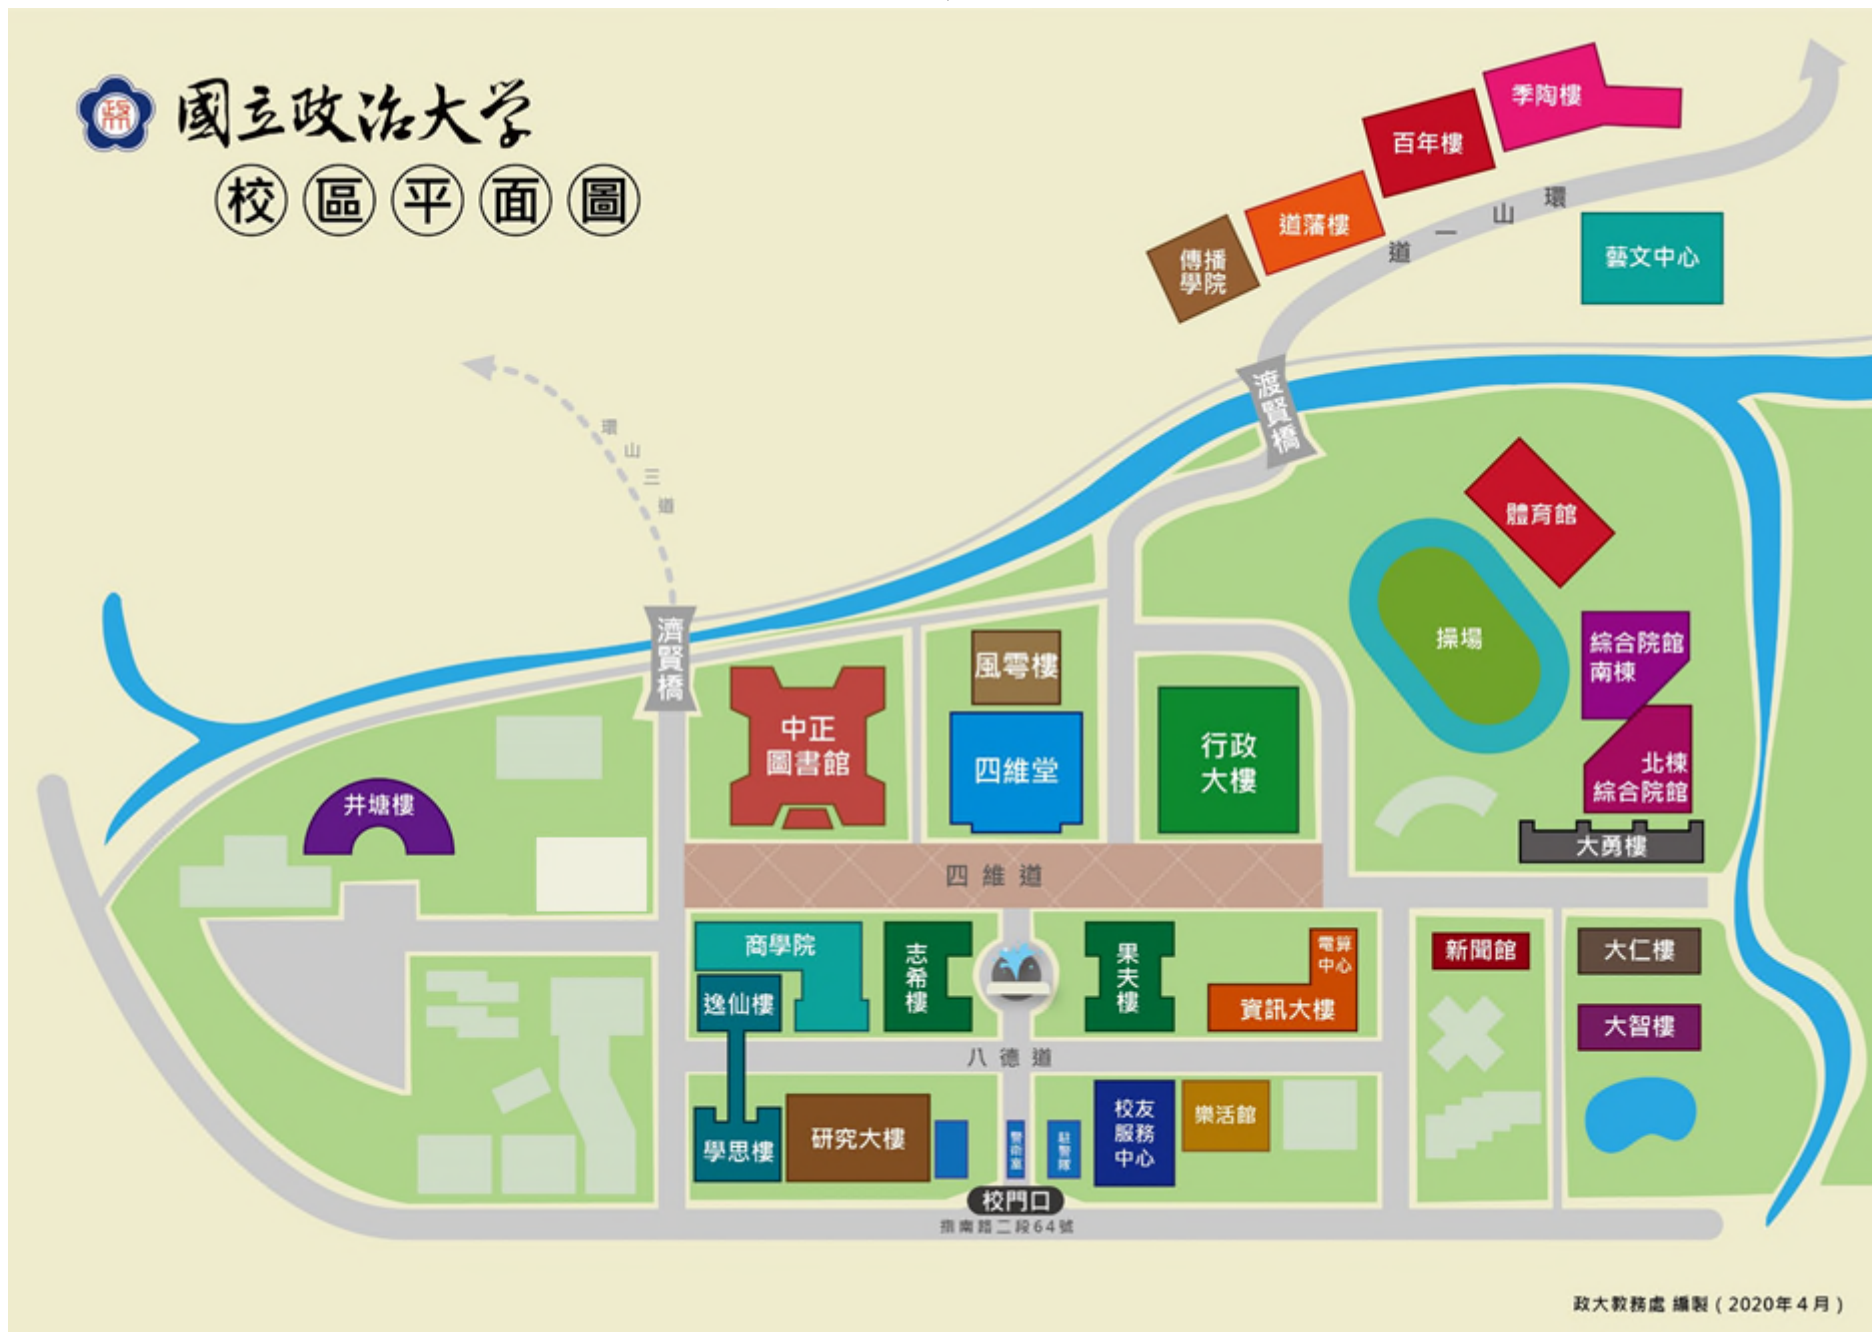 國立政治大学
校區平面圖
季陶樓
百年樓
道藩樓
傳播
學院
環山一道
藝文中心
渡賢橋
環山三道
濟賢橋
體育館
操場
綜合院館
南棟
北棟
綜合院館
大勇樓
風雩樓
中正
圖書館
四維堂
行政
大樓
井塘樓
四維道
商學院
志希樓
果夫樓
電算
中心
資訊大樓
新聞館
大仁樓
逸仙樓
大智樓
八德道
學思樓
研究大樓
警衛室
駐警隊
校友
服務
中心
樂活館
校門口
指南路二段64號
政大教務處 編製（2020年4月）